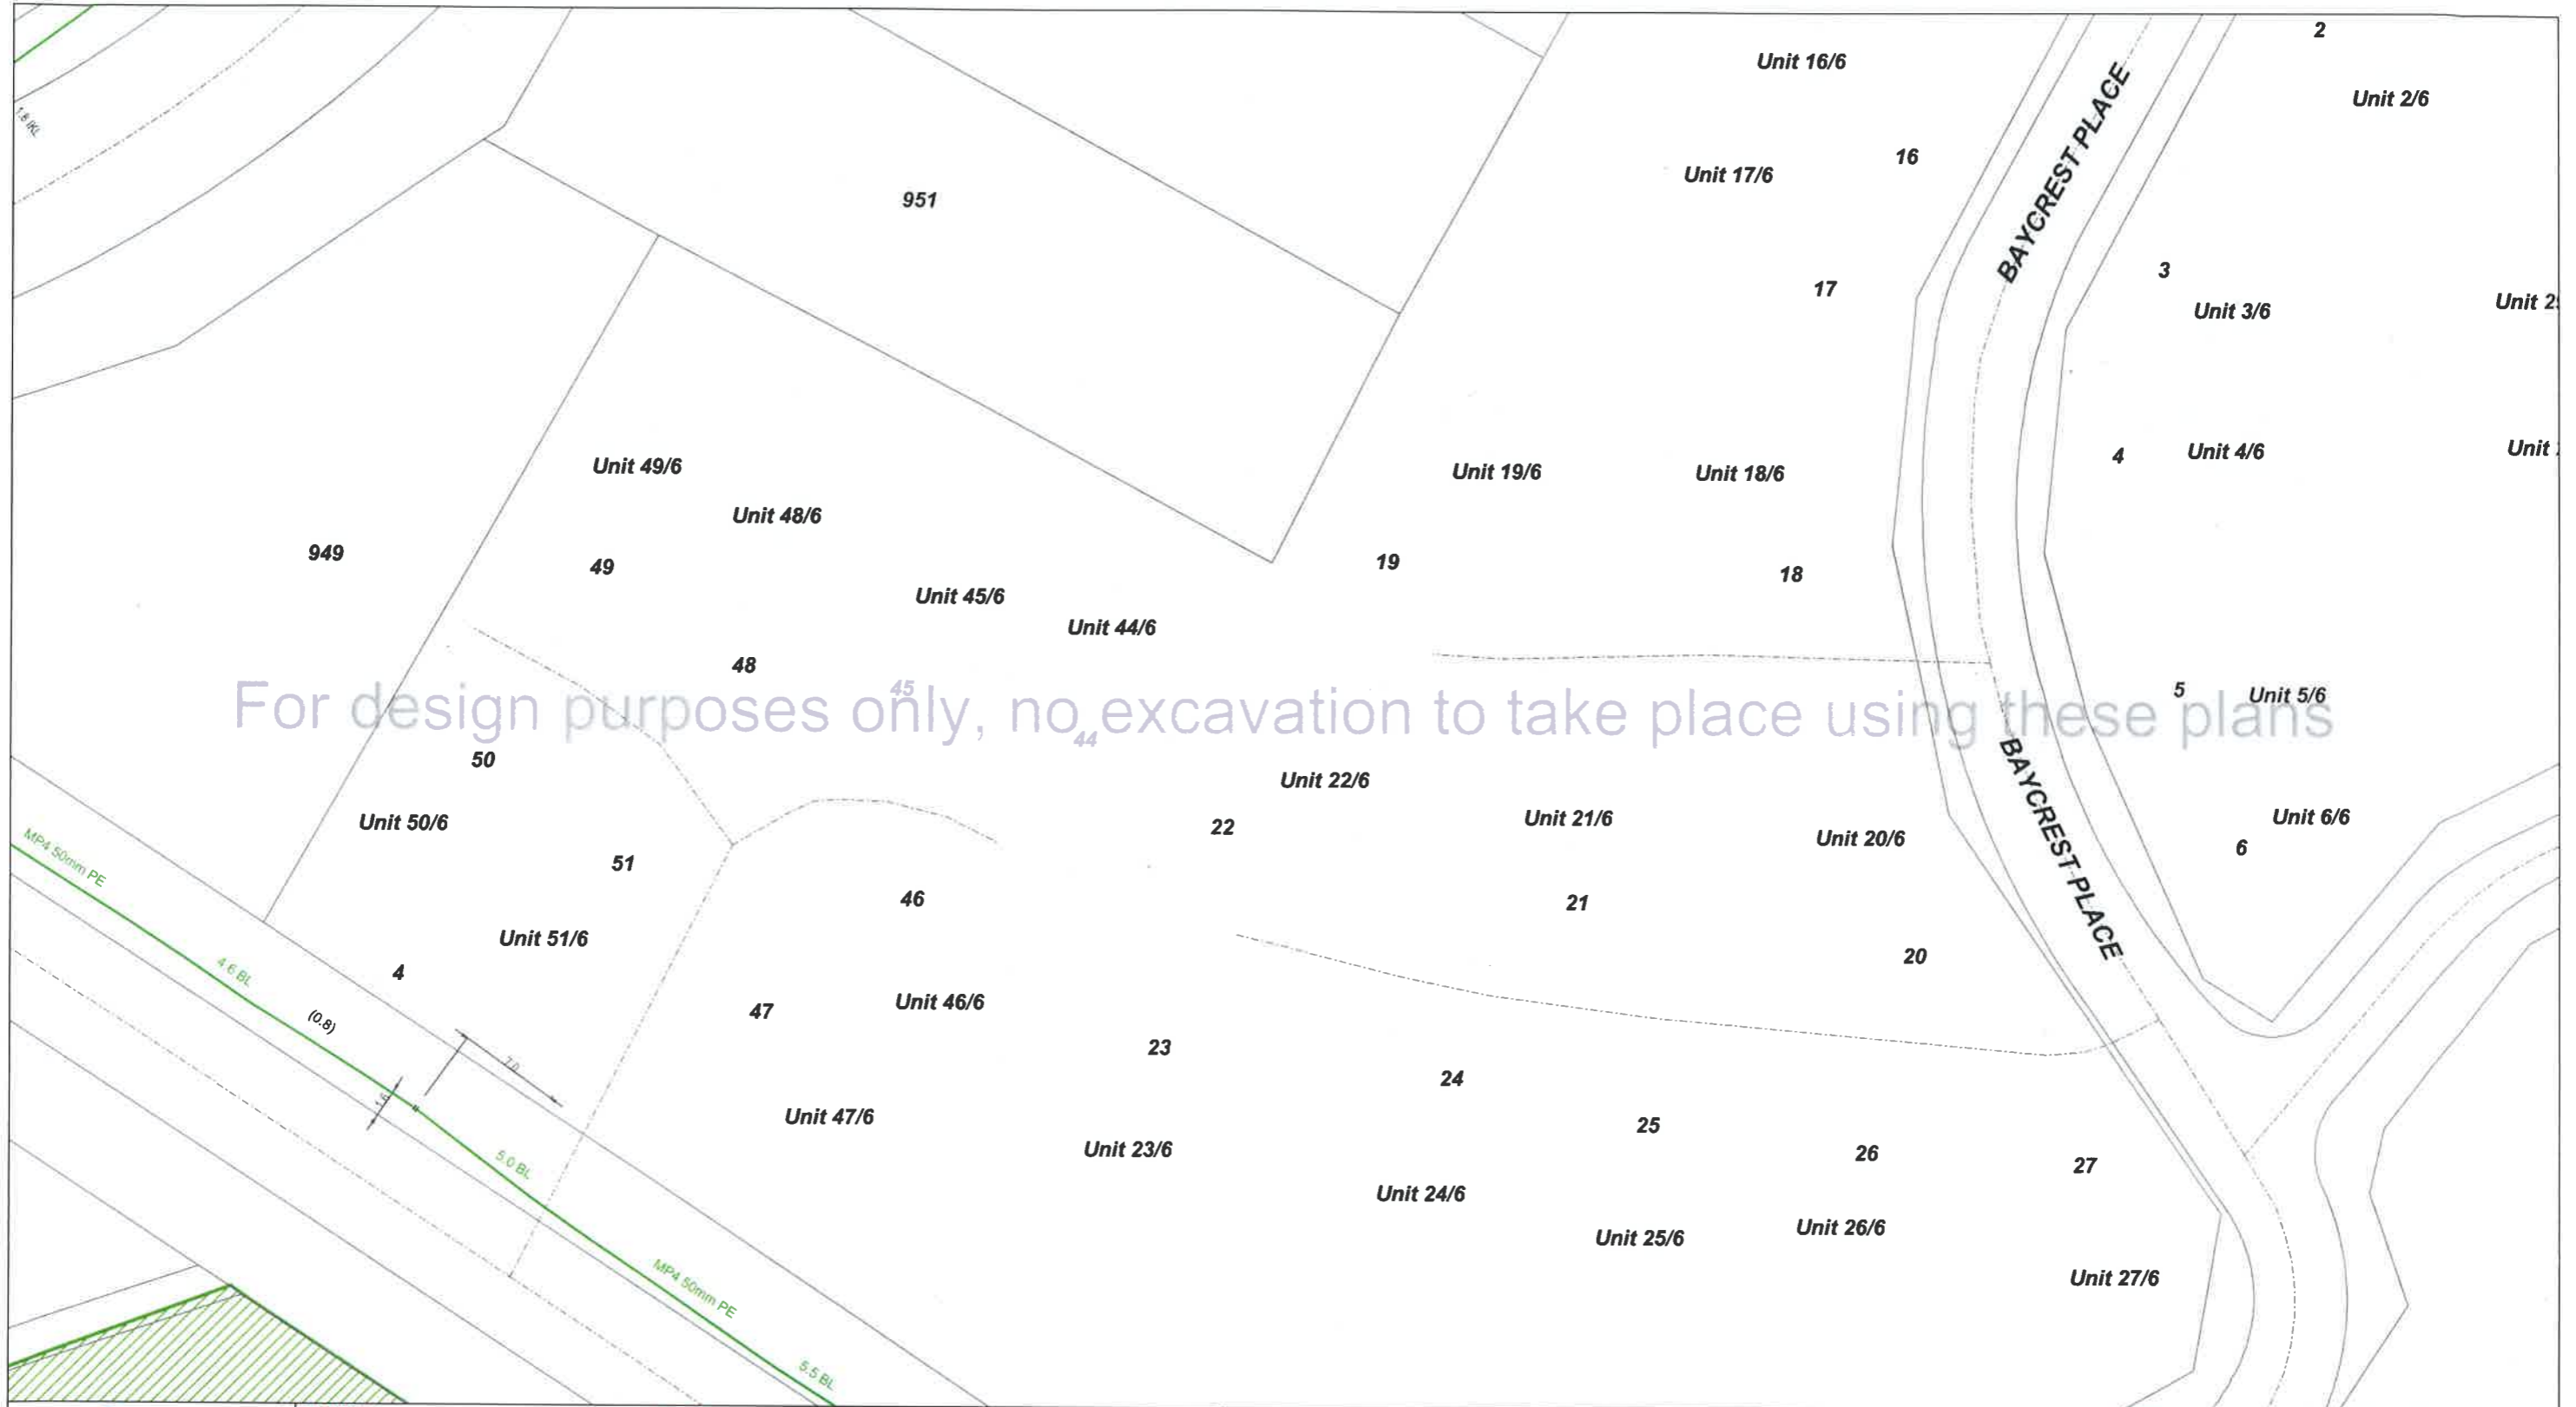 2
Unit 16/6
Unit 2/6
BAYCREST PLACE
1.8 IKL
16
Unit 17/6
951
3
17
Unit 3/6
Unit 4/6
4
Unit 49/6
Unit 19/6
Unit 18/6
Unit 48/6
949
49
19
18
Unit 45/6
Unit 44/6
48
5
Unit 5/6
45
For design purposes only, no excavation to take place using these plans
44
50
Unit 22/6
BAYCREST PLACE
Unit 50/6
22
Unit 21/6
Unit 20/6
Unit 6/6
6
MP4 50mm PE
51
46
21
Unit 51/6
20
4.6 BL
4
47
Unit 46/6
(0.8)
23
7.0
24
1.6
Unit 47/6
25
Unit 23/6
26
27
5.0 BL
Unit 24/6
Unit 25/6
Unit 26/6
Unit 27/6
MP4 50mm PE
5.5 BL